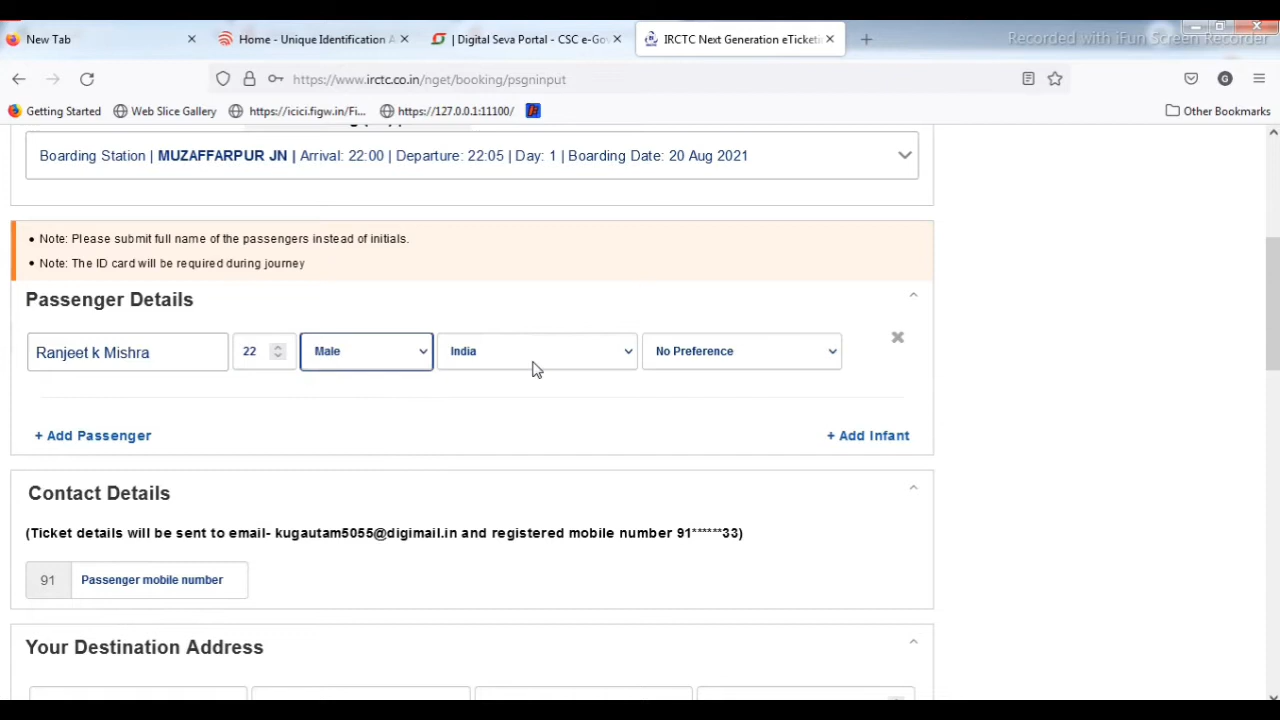 New Tab
Home - Unique Identification A
| Digital Seva Portal - CSC e-Gov
IRCTC Next Generation eTicketi
Recorded with iFun Screen Recorder
https://www.irctc.co.in/nget/booking/psgninput
G
Getting Started
Web Slice Gallery
https://icici.figw.in/Fi...
https://127.0.0.1:11100/
Other Bookmarks
Boarding Station | MUZAFFARPUR JN | Arrival: 22:00 | Departure: 22:05 | Day: 1 | Boarding Date: 20 Aug 2021
Note: Please submit full name of the passengers instead of initials.
Note: The ID card will be required during journey
Passenger Details
Ranjeet k Mishra
22
Male
India
No Preference
+ Add Passenger
+ Add Infant
Contact Details
(Ticket details will be sent to email- kugautam5055@digimail.in and registered mobile number 91******33)
91
Passenger mobile number
Your Destination Address